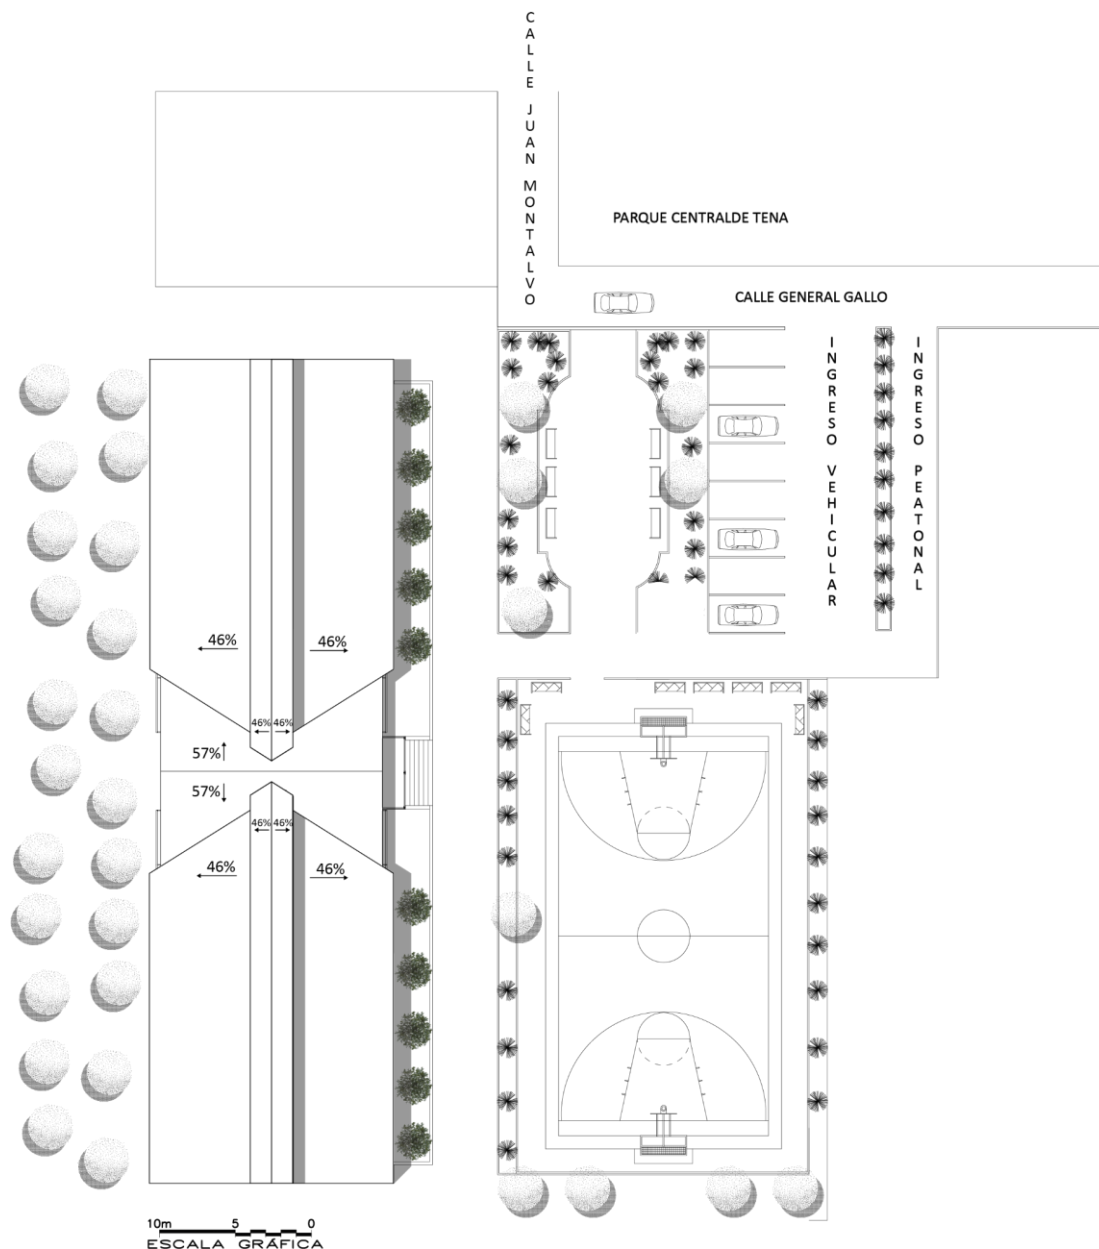 CALLE JUAN MONTALVO
PARQUE CENTRALDE TENA
CALLE GENERAL GALLO
INGRESO VEHICULAR
INGRESO PEATONAL
46% 46%
46% 46%
57%
57%
46% 46%
46% 46%
10m 5 0
ESCALA GRÁFICA